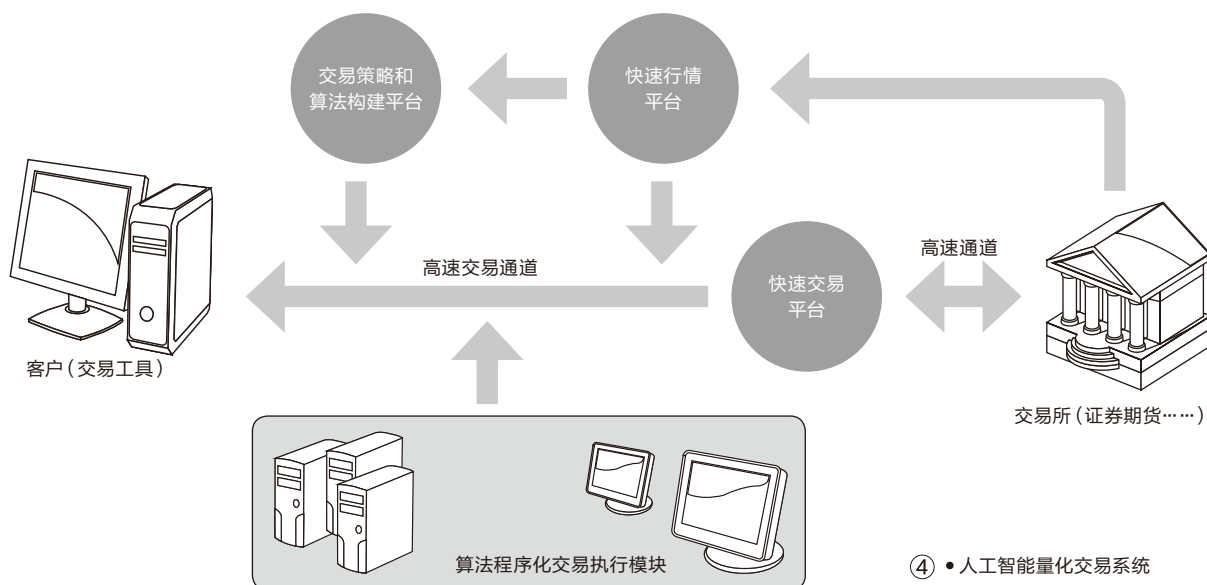 交易策略和
算法构建平台
快速行情
平台
高速交易通道
快速交易
平台
高速通道
客户(交易工具)
交易所(证券期货……)
算法程序化交易执行模块
④ • 人工智能量化交易系统